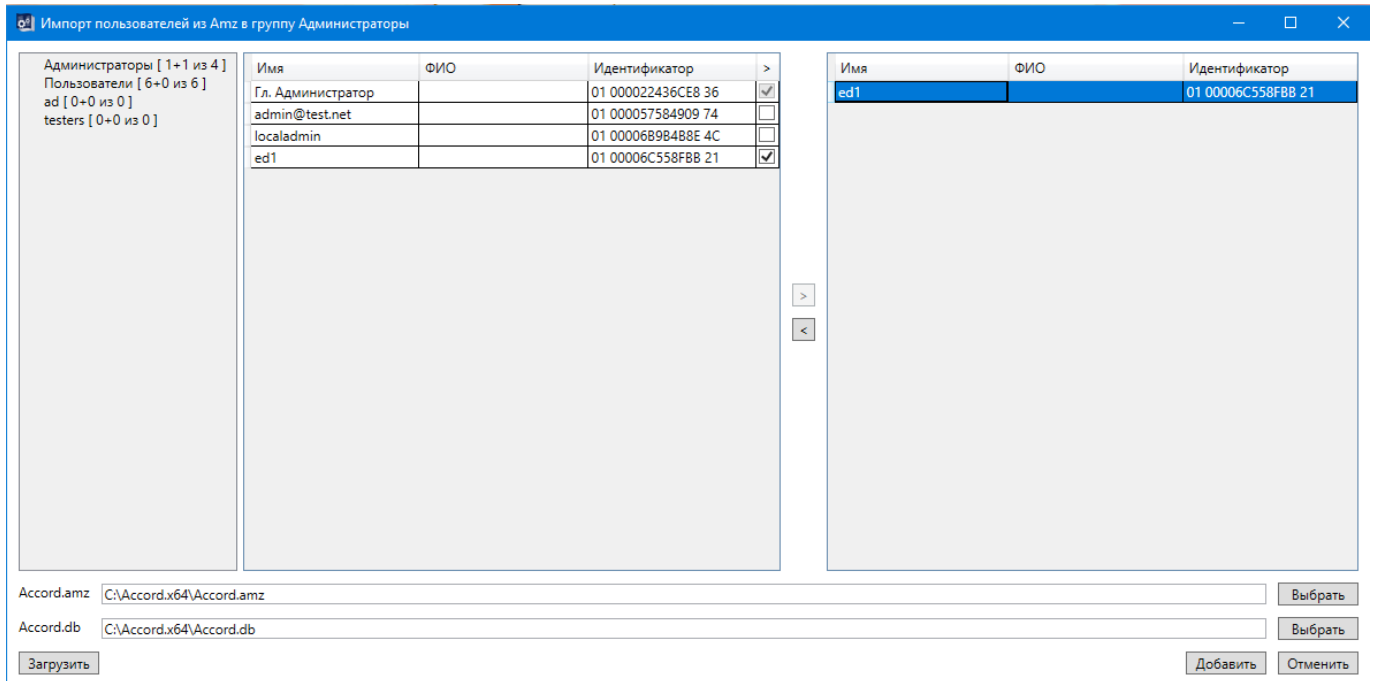 Импорт пользователей из Amz в группу Администраторы
Администраторы [ 1+1 из 4 ]
Пользователи [ 6+0 из 6 ]
ad [ 0+0 из 0 ]
testers [ 0+0 из 0 ]
Имя ФИО Идентификатор >
Гл. Администратор 01 000022436CE8 36
admin@test.net 01 000057584909 74
localadmin 01 00006B9B4B8E 4C
ed1 01 00006C558FBB 21
>
<
Имя ФИО Идентификатор
ed1 01 00006C558FBB 21
Accord.amz C:\Accord.x64\Accord.amz Выбрать
Accord.db C:\Accord.x64\Accord.db Выбрать
Загрузить Добавить Отменить